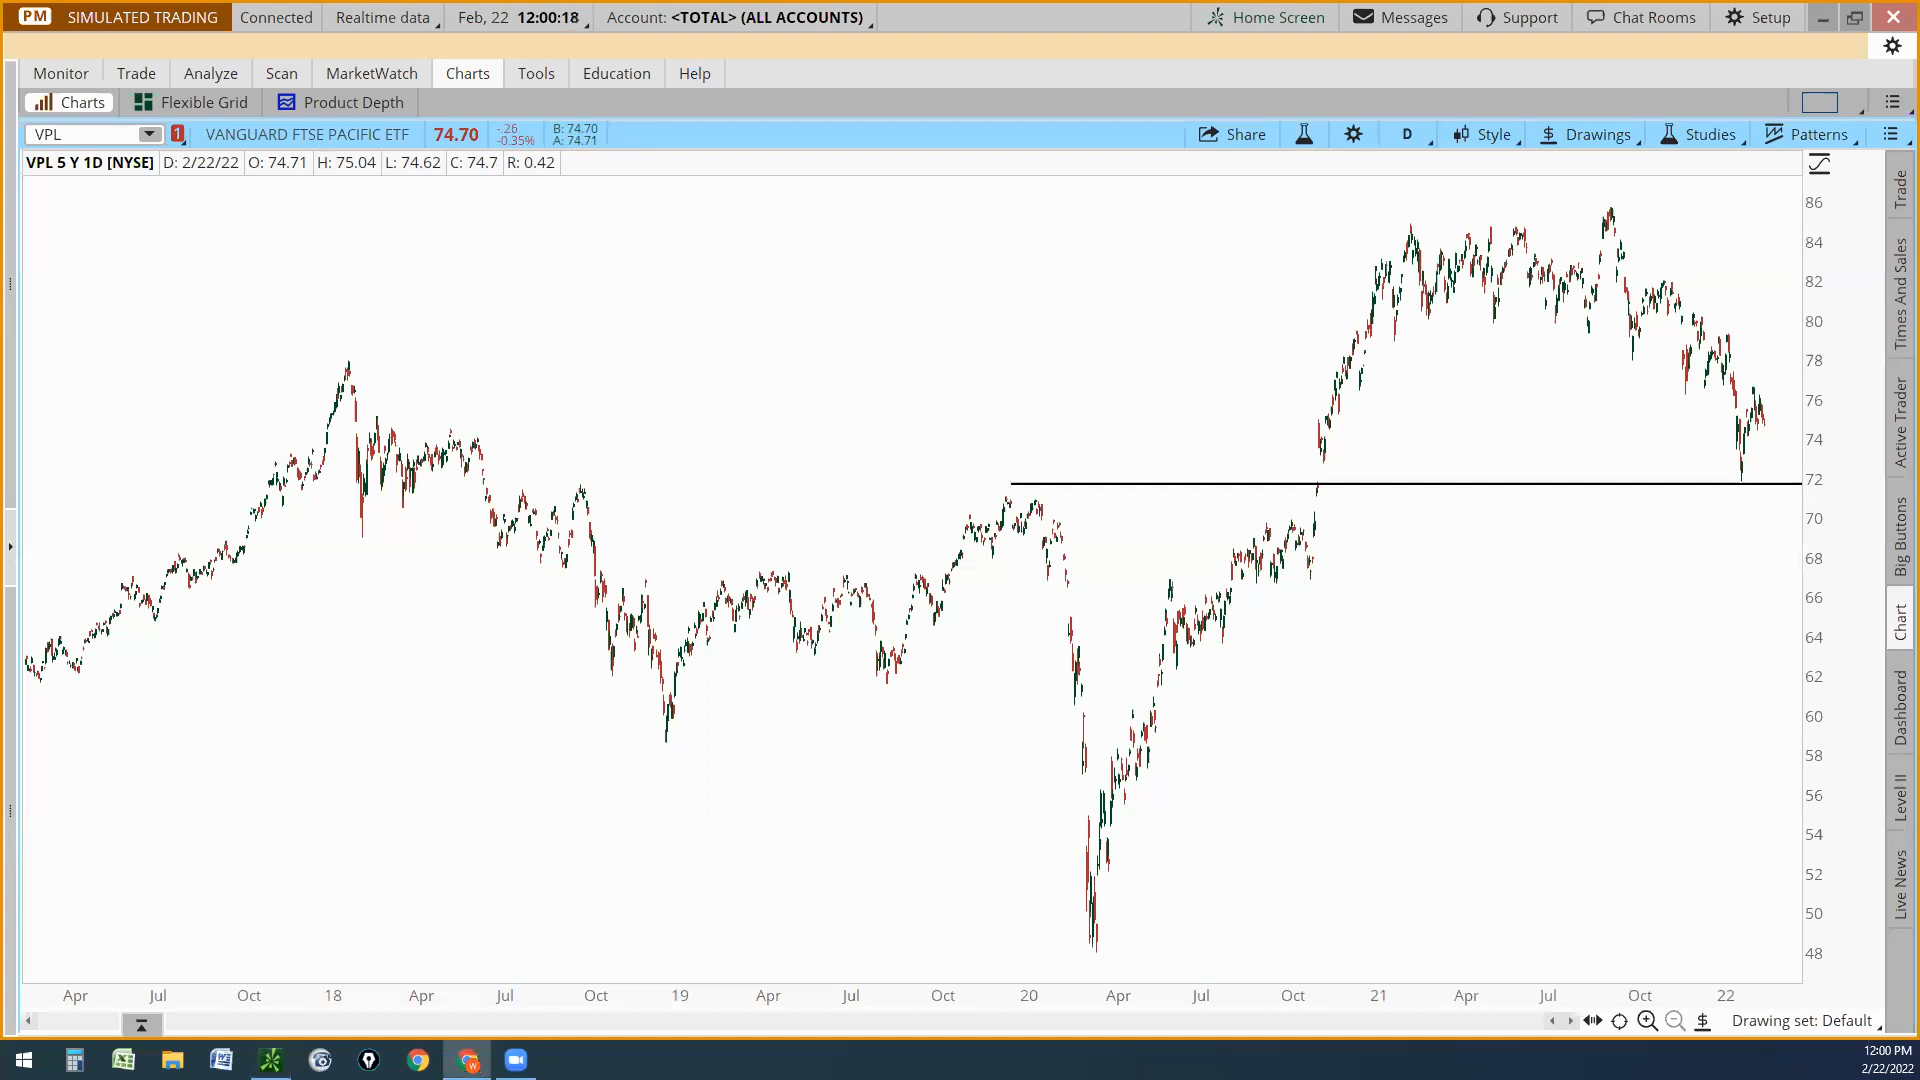 PM SIMULATED TRADING Connected Realtime data Feb, 22 12:00:18 Account: <TOTAL> (ALL ACCOUNTS) Home Screen Messages Support Chat Rooms Setup
Monitor Trade Analyze Scan MarketWatch Charts Tools Education Help
Charts Flexible Grid Product Depth
VPL 1 VANGUARD FTSE PACIFIC ETF 74.70 -.26 B: 74.70 Share D Style $ Drawings Studies Patterns
-0.35% A: 74.71
VPL 5 Y 1D [NYSE] D: 2/22/22 O: 74.71 H: 75.04 L: 74.62 C: 74.7 R: 0.42
86
84
82
80
78
76
74
72
70
68
66
64
62
60
58
56
54
52
50
48
Trade
Times And Sales
Active Trader
Big Buttons
Chart
Dashboard
Level II
Live News
Apr Jul Oct 18 Apr Jul Oct 19 Apr Jul Oct 20 Apr Jul Oct 21 Apr Jul Oct 22
$ Drawing set: Default
12:00 PM
2/22/2022